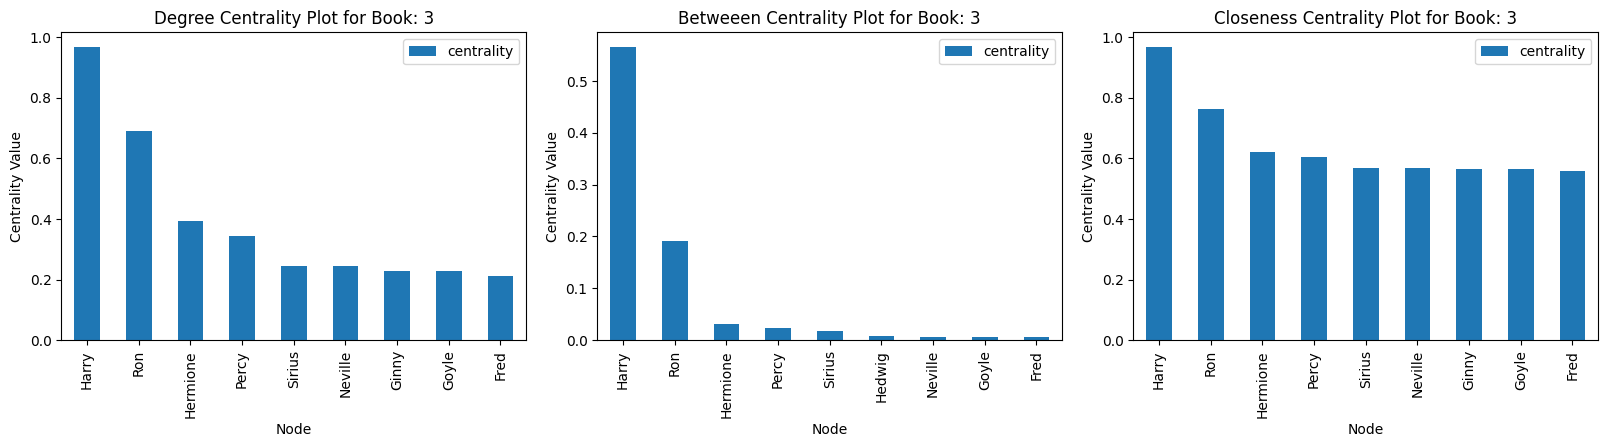 Degree Centrality Plot for Book: 3
centrality
Centrality Value
1.0
0.8
0.6
0.4
0.2
0.0
Harry
Ron
Hermione
Percy
Sirius
Neville
Ginny
Goyle
Fred
Node
Betweeen Centrality Plot for Book: 3
centrality
Centrality Value
0.5
0.4
0.3
0.2
0.1
0.0
Harry
Ron
Hermione
Percy
Sirius
Hedwig
Neville
Goyle
Fred
Node
Closeness Centrality Plot for Book: 3
centrality
Centrality Value
1.0
0.8
0.6
0.4
0.2
0.0
Harry
Ron
Hermione
Percy
Sirius
Neville
Ginny
Goyle
Fred
Node